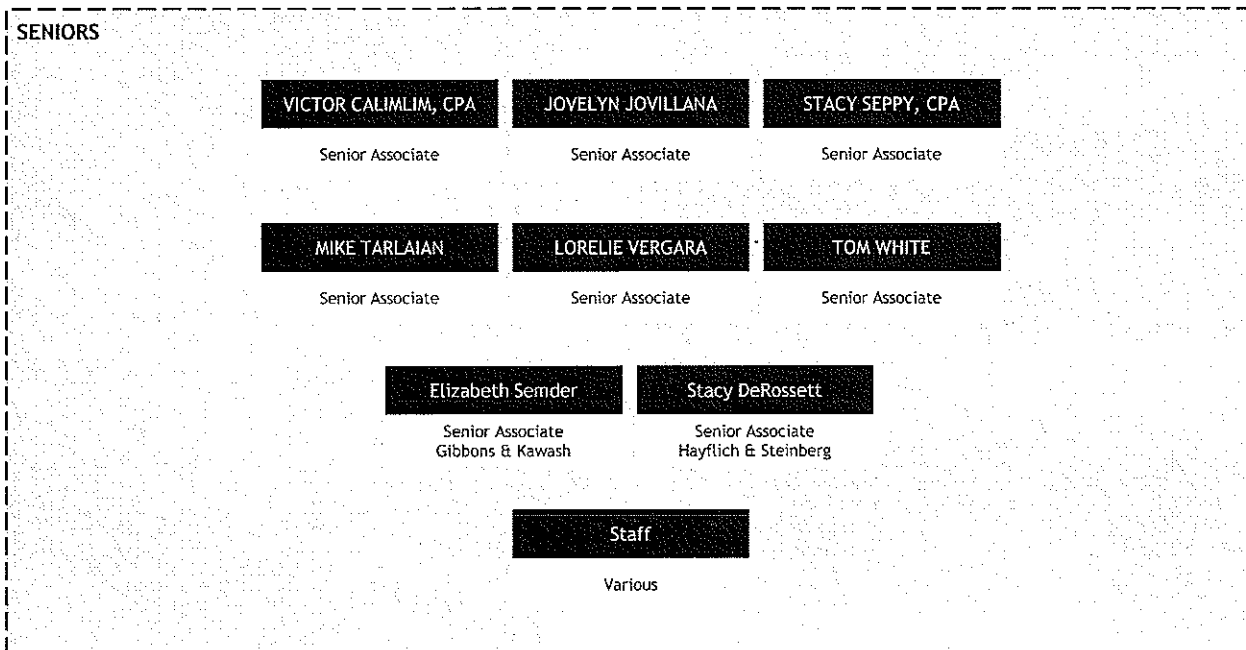 SENIORS
VICTOR CALIMLIM, CPA
JOVELYN JOVILLANA
STACY SEPPY, CPA
Senior Associate
Senior Associate
Senior Associate
MIKE TARLAIAN
LORELIE VERGARA
TOM WHITE
Senior Associate
Senior Associate
Senior Associate
Elizabeth Semder
Stacy DeRossett
Senior Associate
Gibbons & Kawash
Senior Associate
Hayflich & Steinberg
Staff
Various